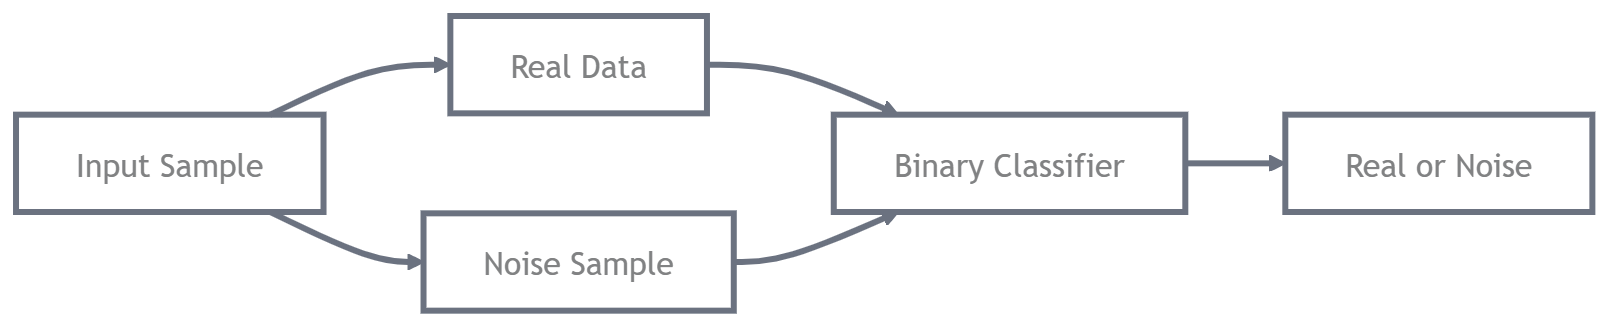 Input Sample
Real Data
Noise Sample
Binary Classifier
Real or Noise